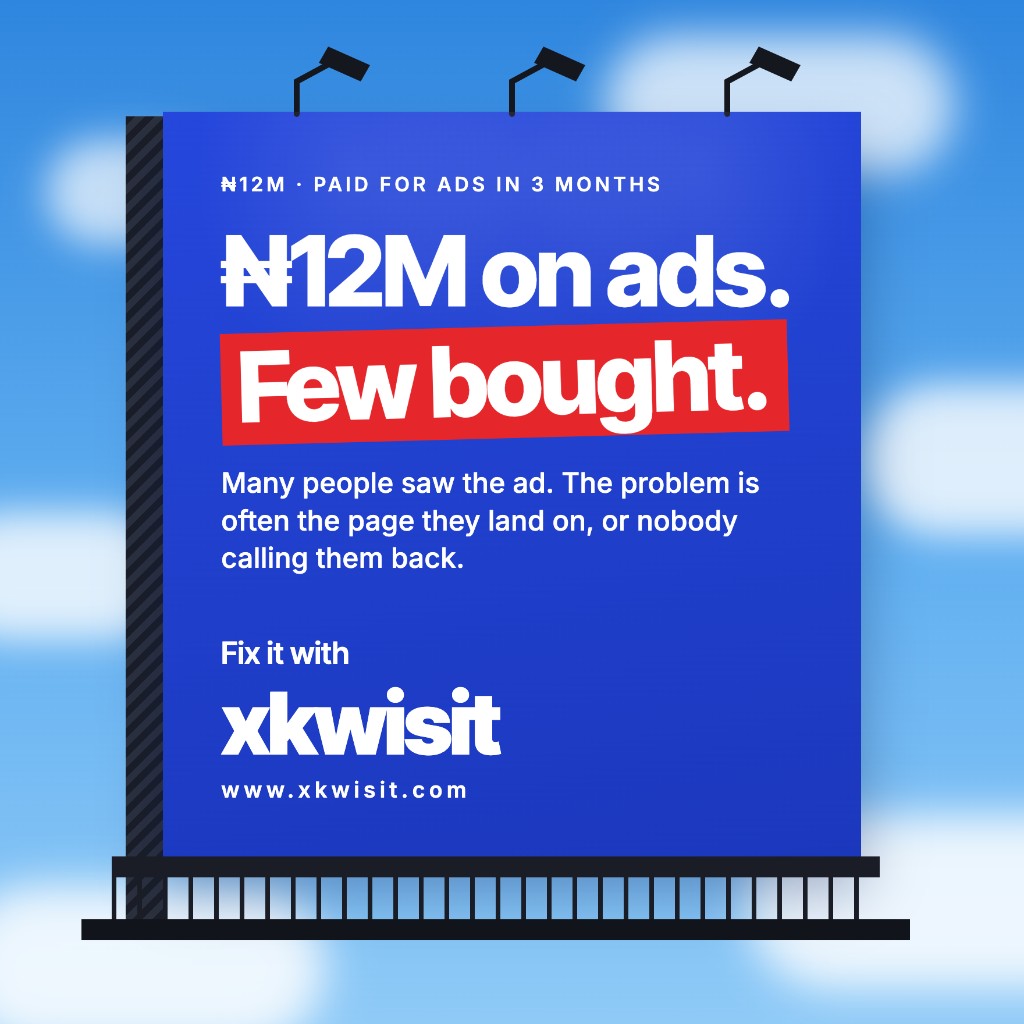 ₦12M · PAID FOR ADS IN 3 MONTHS
₦12M on ads.
Few bought.
Many people saw the ad. The problem is
often the page they land on, or nobody
calling them back.
Fix it with
xkwisit
www.xkwisit.com